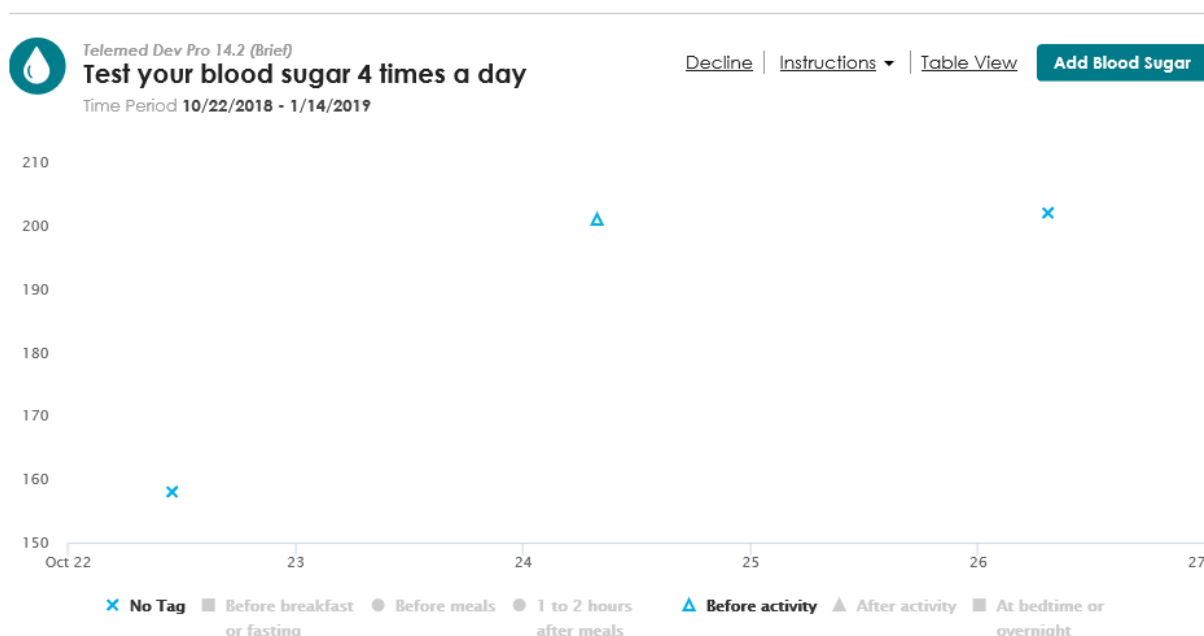 Telemed Dev Pro 14.2 (Brief)
Test your blood sugar 4 times a day
Time Period 10/22/2018 - 1/14/2019
Decline
Instructions
Table View
Add Blood Sugar
210
200
190
180
170
160
150
Oct 22
23
24
25
26
27
No Tag
Before breakfast
or fasting
Before meals
1 to 2 hours
after meals
Before activity
After activity
At bedtime or
overnight